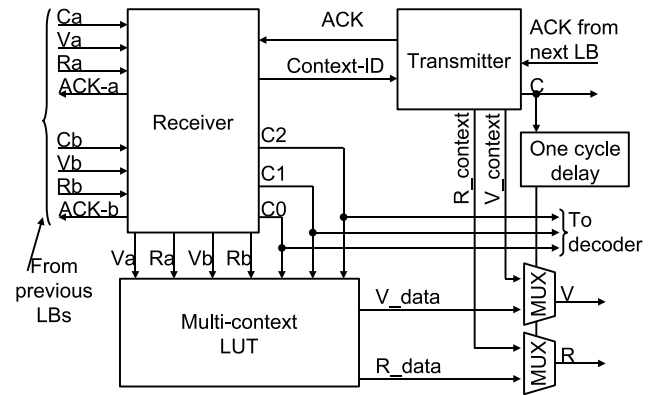 Ca
Va
Ra
ACK-a
Cb
Vb
Rb
ACK-b
From
previous
LBs
Receiver
ACK
Context-ID
Transmitter
ACK from
next LB
C
One cycle
delay
R_context
V_context
C2
C1
C0
To
decoder
Va
Ra
Vb
Rb
Multi-context
LUT
V_data
R_data
MUX
V
MUX
R